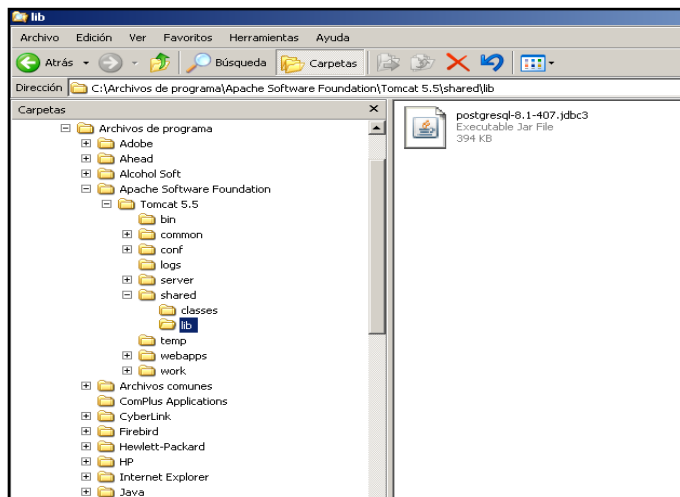 lib
Archivo Edición Ver Favoritos Herramientas Ayuda
Atrás Búsqueda Carpetas
Dirección C:\Archivos de programa\Apache Software Foundation\Tomcat 5.5\shared\lib
Carpetas
Archivos de programa
Adobe
Ahead
Alcohol Soft
Apache Software Foundation
Tomcat 5.5
bin
common
conf
logs
server
shared
classes
lib
temp
webapps
work
Archivos comunes
ComPlus Applications
CyberLink
Firebird
Hewlett-Packard
HP
Internet Explorer
Java
postgresql-8.1-407.jdbc3
Executable Jar File
394 KB